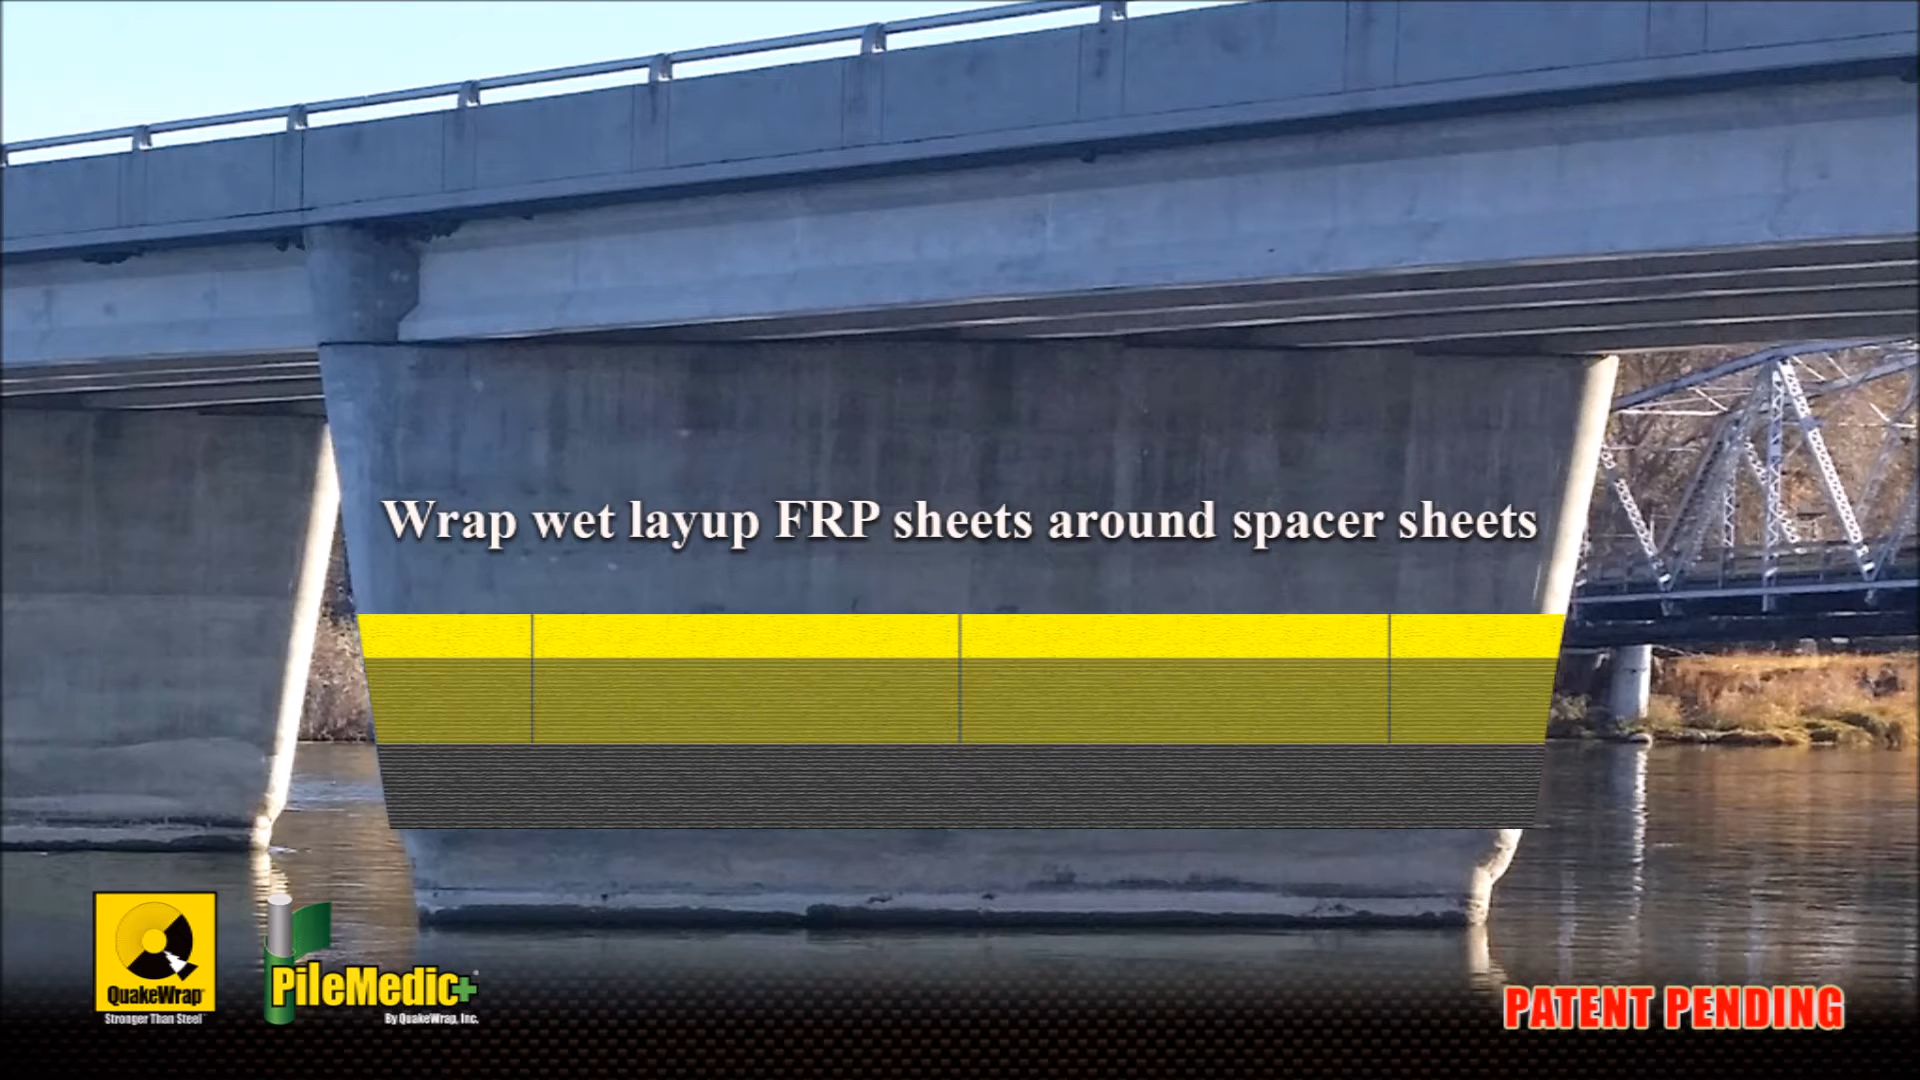 Wrap wet layup FRP sheets around spacer sheets
QuakeWrap
Stronger Than Steel
PileMedic+
By QuakeWrap, Inc.
PATENT PENDING